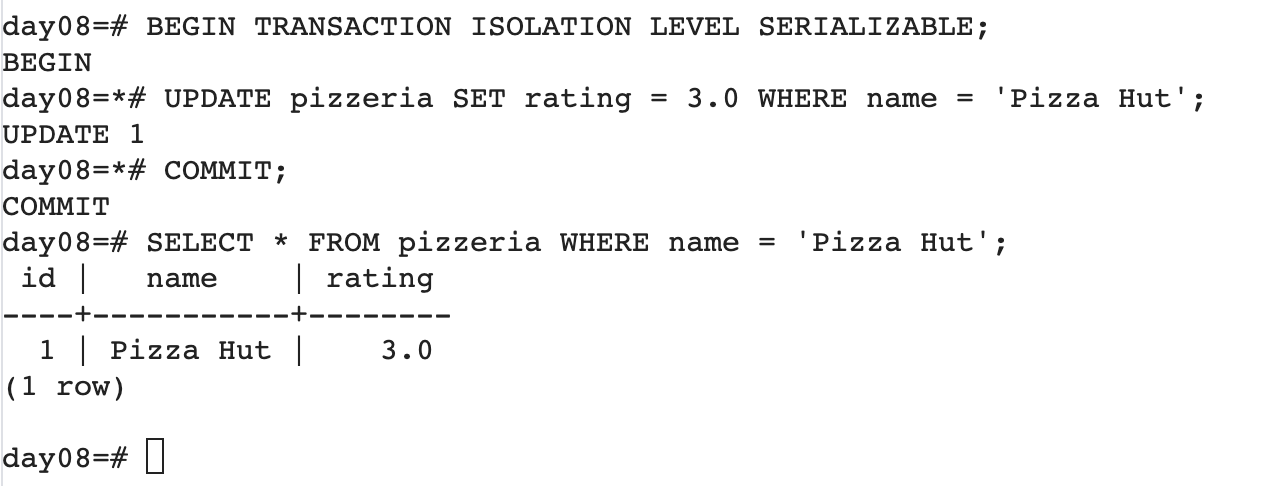 day08=# BEGIN TRANSACTION ISOLATION LEVEL SERIALIZABLE;
BEGIN
day08=*# UPDATE pizzeria SET rating = 3.0 WHERE name = 'Pizza Hut';
UPDATE 1
day08=*# COMMIT;
COMMIT
day08=# SELECT * FROM pizzeria WHERE name = 'Pizza Hut';
 id |   name    | rating
----+-----------+--------
  1 | Pizza Hut |    3.0
(1 row)
day08=#